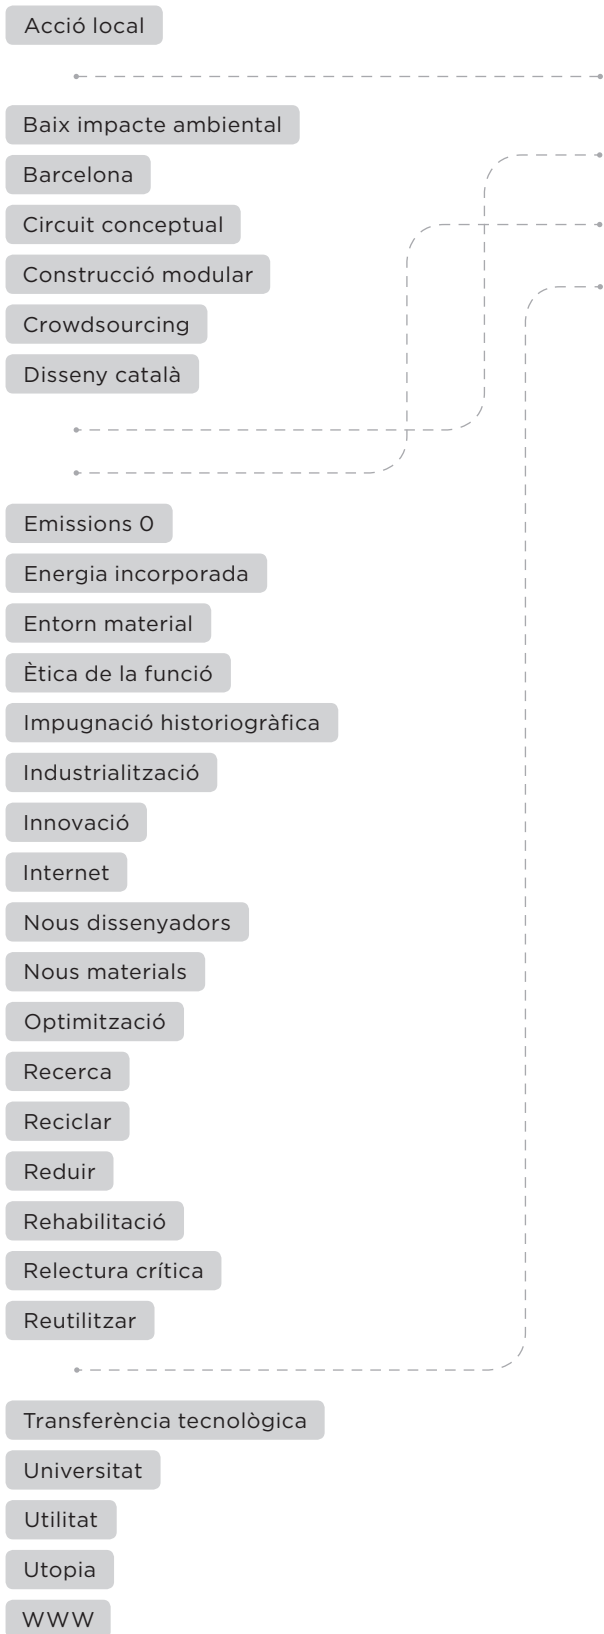 Acció local
Baix impacte ambiental
Barcelona
Circuit conceptual
Construcció modular
Crowdsourcing
Disseny català
Emissions 0
Energia incorporada
Entorn material
Ètica de la funció
Impugnació historiogràfica
Industrialització
Innovació
Internet
Nous dissenyadors
Nous materials
Optimització
Recerca
Reciclar
Reduir
Rehabilitació
Relectura crítica
Reutilitzar
Transferència tecnològica
Universitat
Utilitat
Utopia
WWW